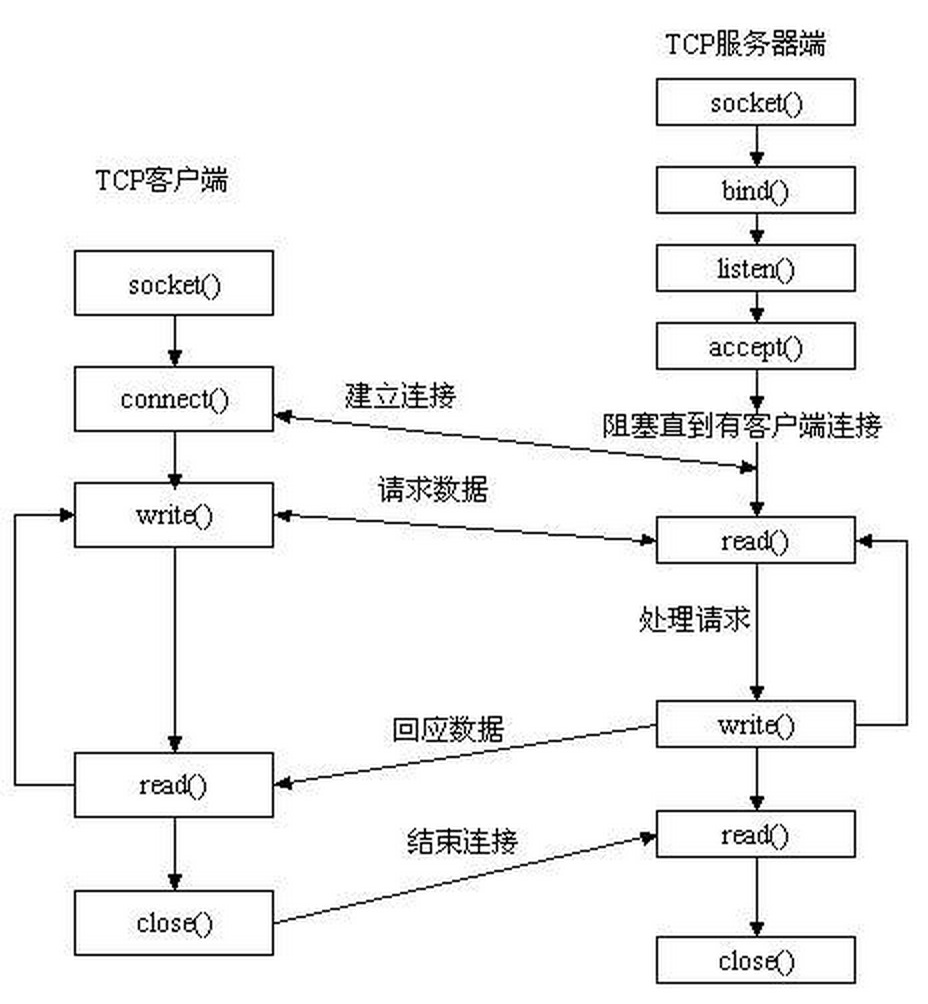 TCP服务器端
socket()
bind()
TCP客户端
listen()
socket()
accept()
connect()
建立连接
阻塞直到有客户端连接
请求数据
write()
read()
处理请求
write()
回应数据
read()
read()
结束连接
close()
close()